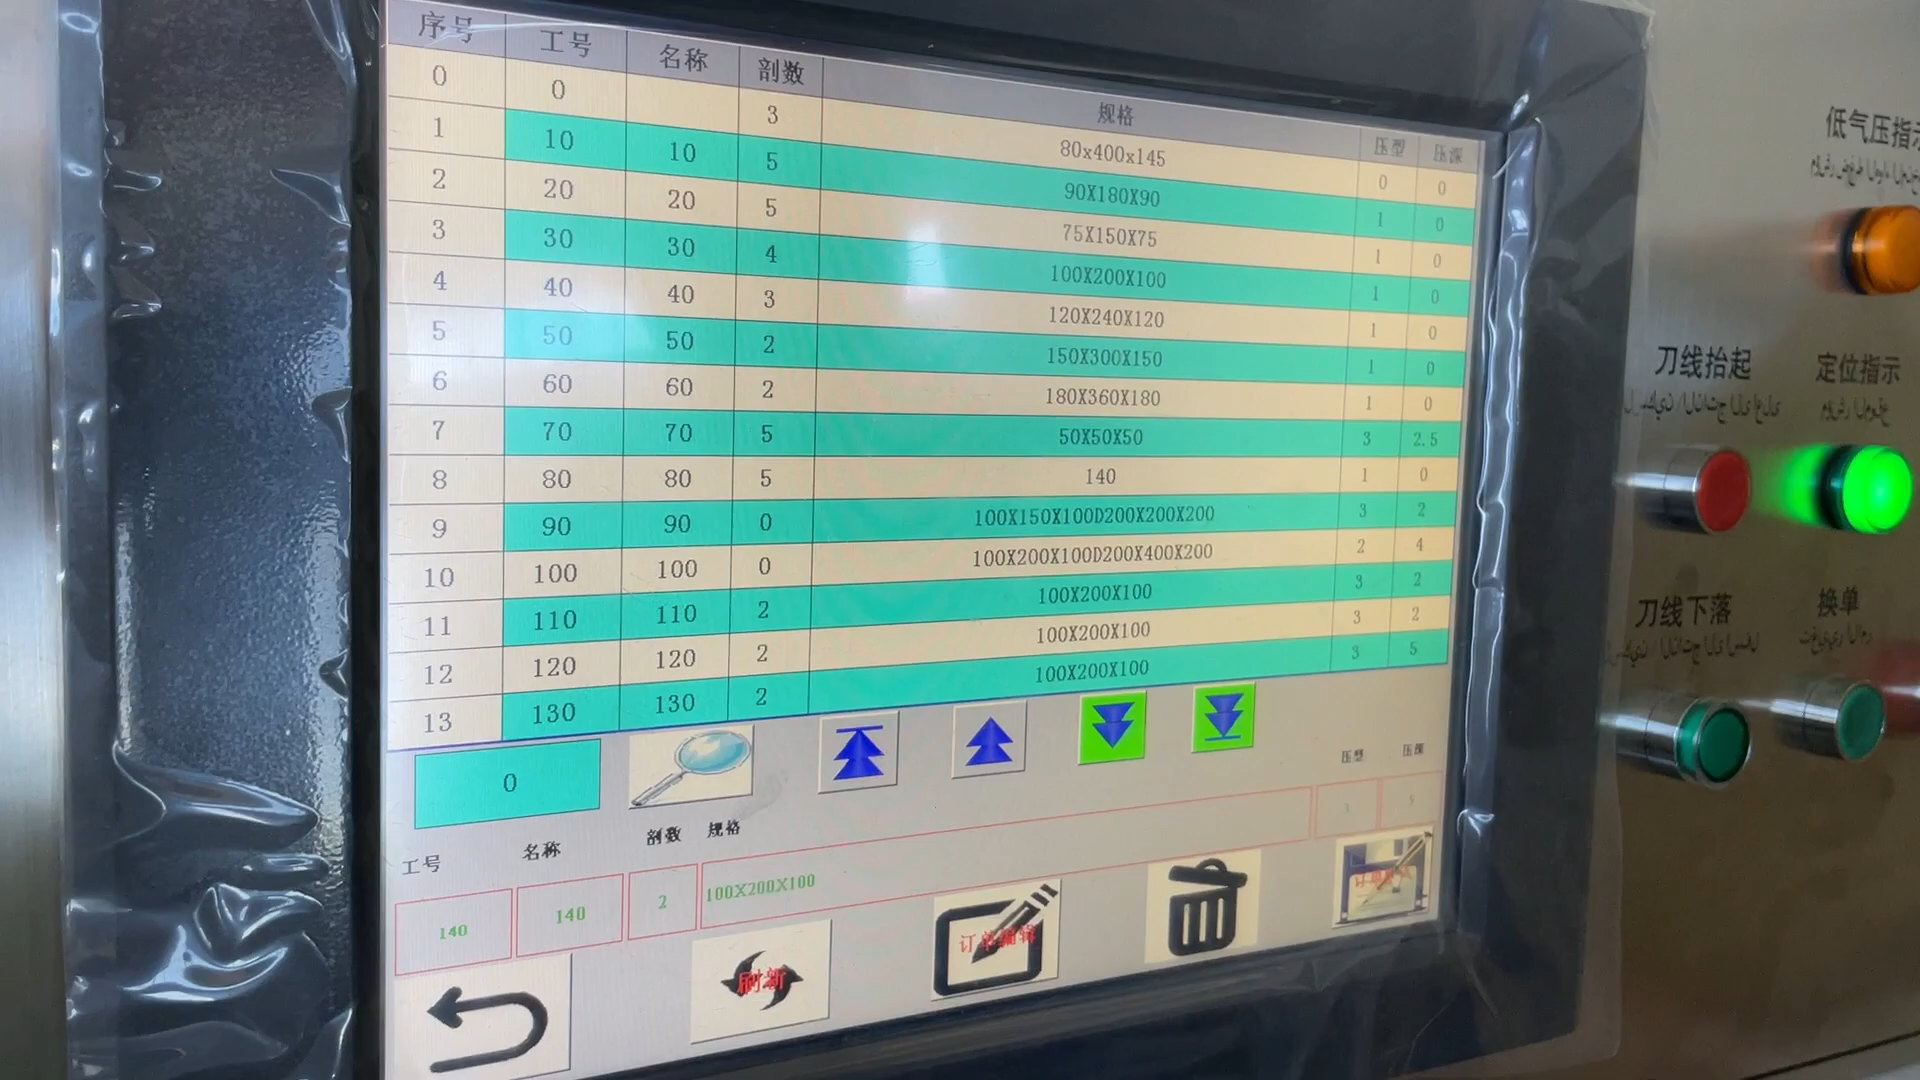 序号 工号 名称 剖数 规格 压型 压深
0 0 3 80x400x145 0 0
1 10 10 5 90X180X90 1 0
2 20 20 5 75X150X75 1 0
3 30 30 4 100X200X100 1 0
4 40 40 3 120X240X120 1 0
5 50 50 2 150X300X150 1 0
6 60 60 2 180X360X180 1 0
7 70 70 5 50X50X50 3 2.5
8 80 80 5 140 1 0
9 90 90 0 100X150X100D200X200X200 3 2
10 100 100 0 100X200X100D200X400X200 2 4
11 110 110 2 100X200X100 3 2
12 120 120 2 100X200X100 3 2
13 130 130 2 100X200X100 3 5
0
工号 名称 剖数 规格 压型 压深
140 140 2 100X200X100 3 5
刷新
订单编辑
低气压指示
刀线抬起
定位指示
刀线下落
换单